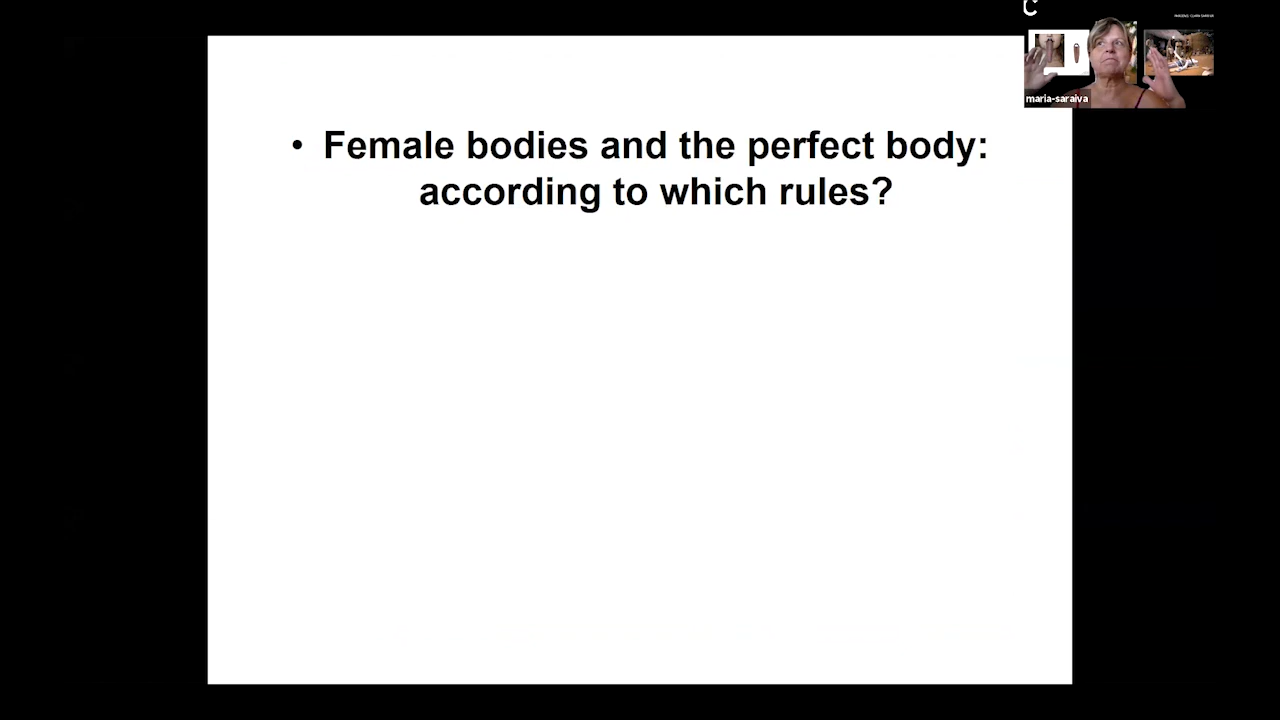 • Female bodies and the perfect body:
according to which rules?
maria-saraiva